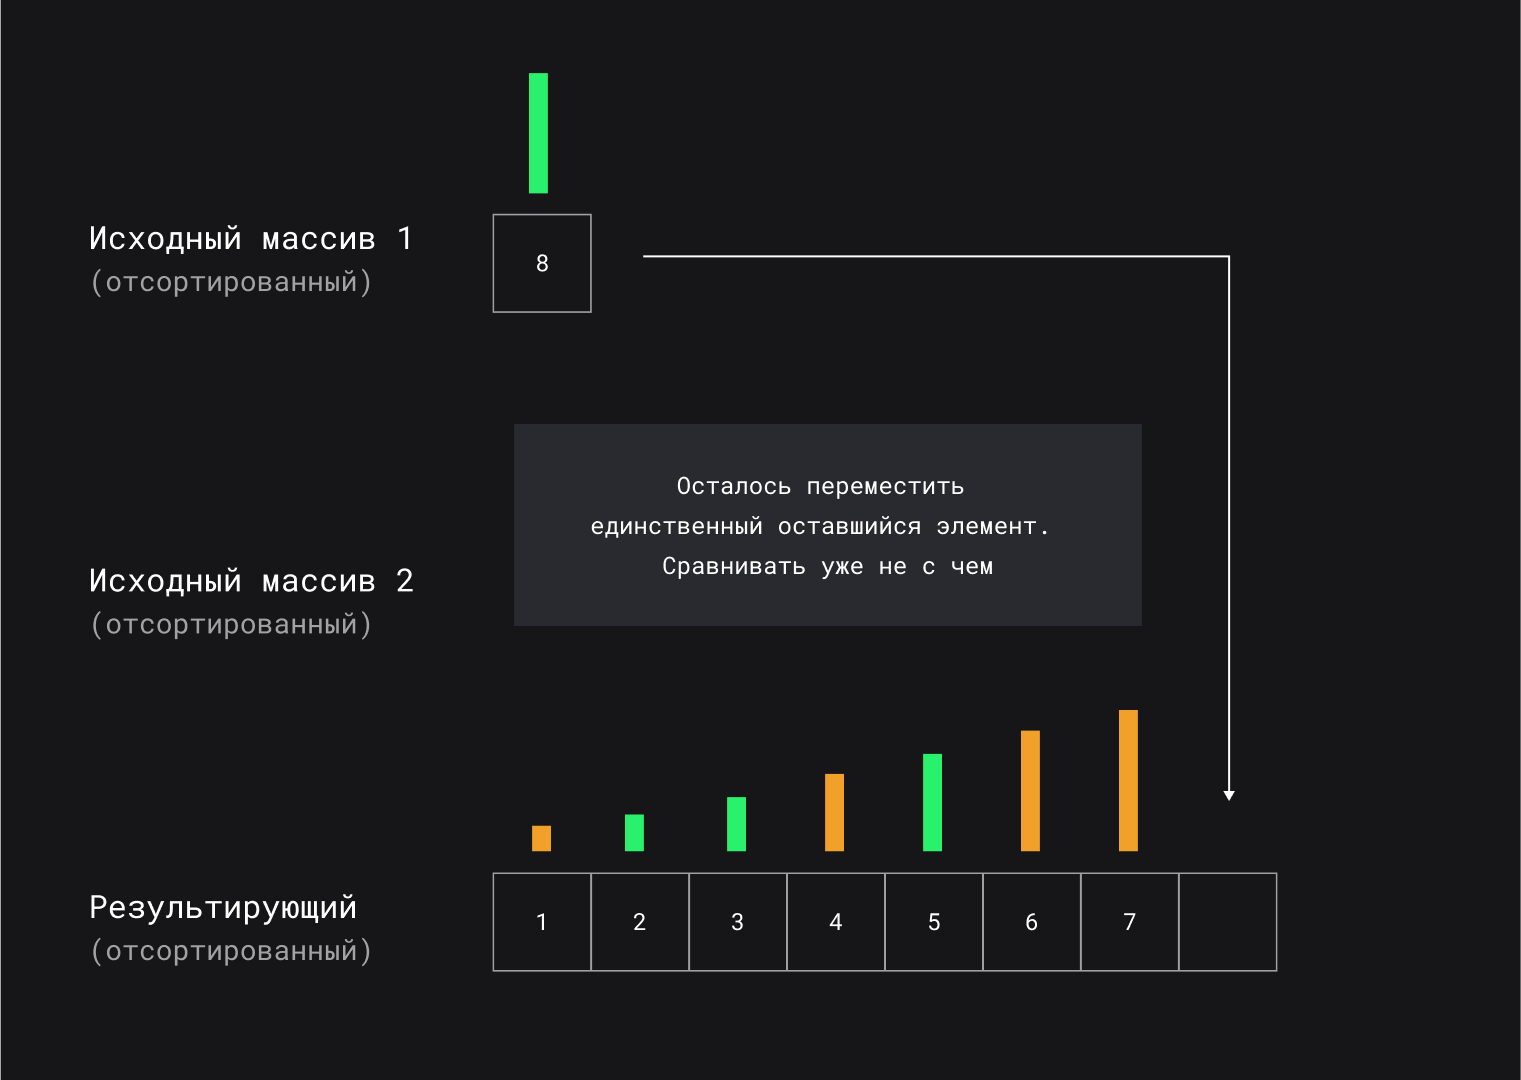 Исходный массив 1
(отсортированный)
8
Осталось переместить
единственный оставшийся элемент.
Сравнивать уже не с чем
Исходный массив 2
(отсортированный)
Результирующий
(отсортированный)
1 2 3 4 5 6 7